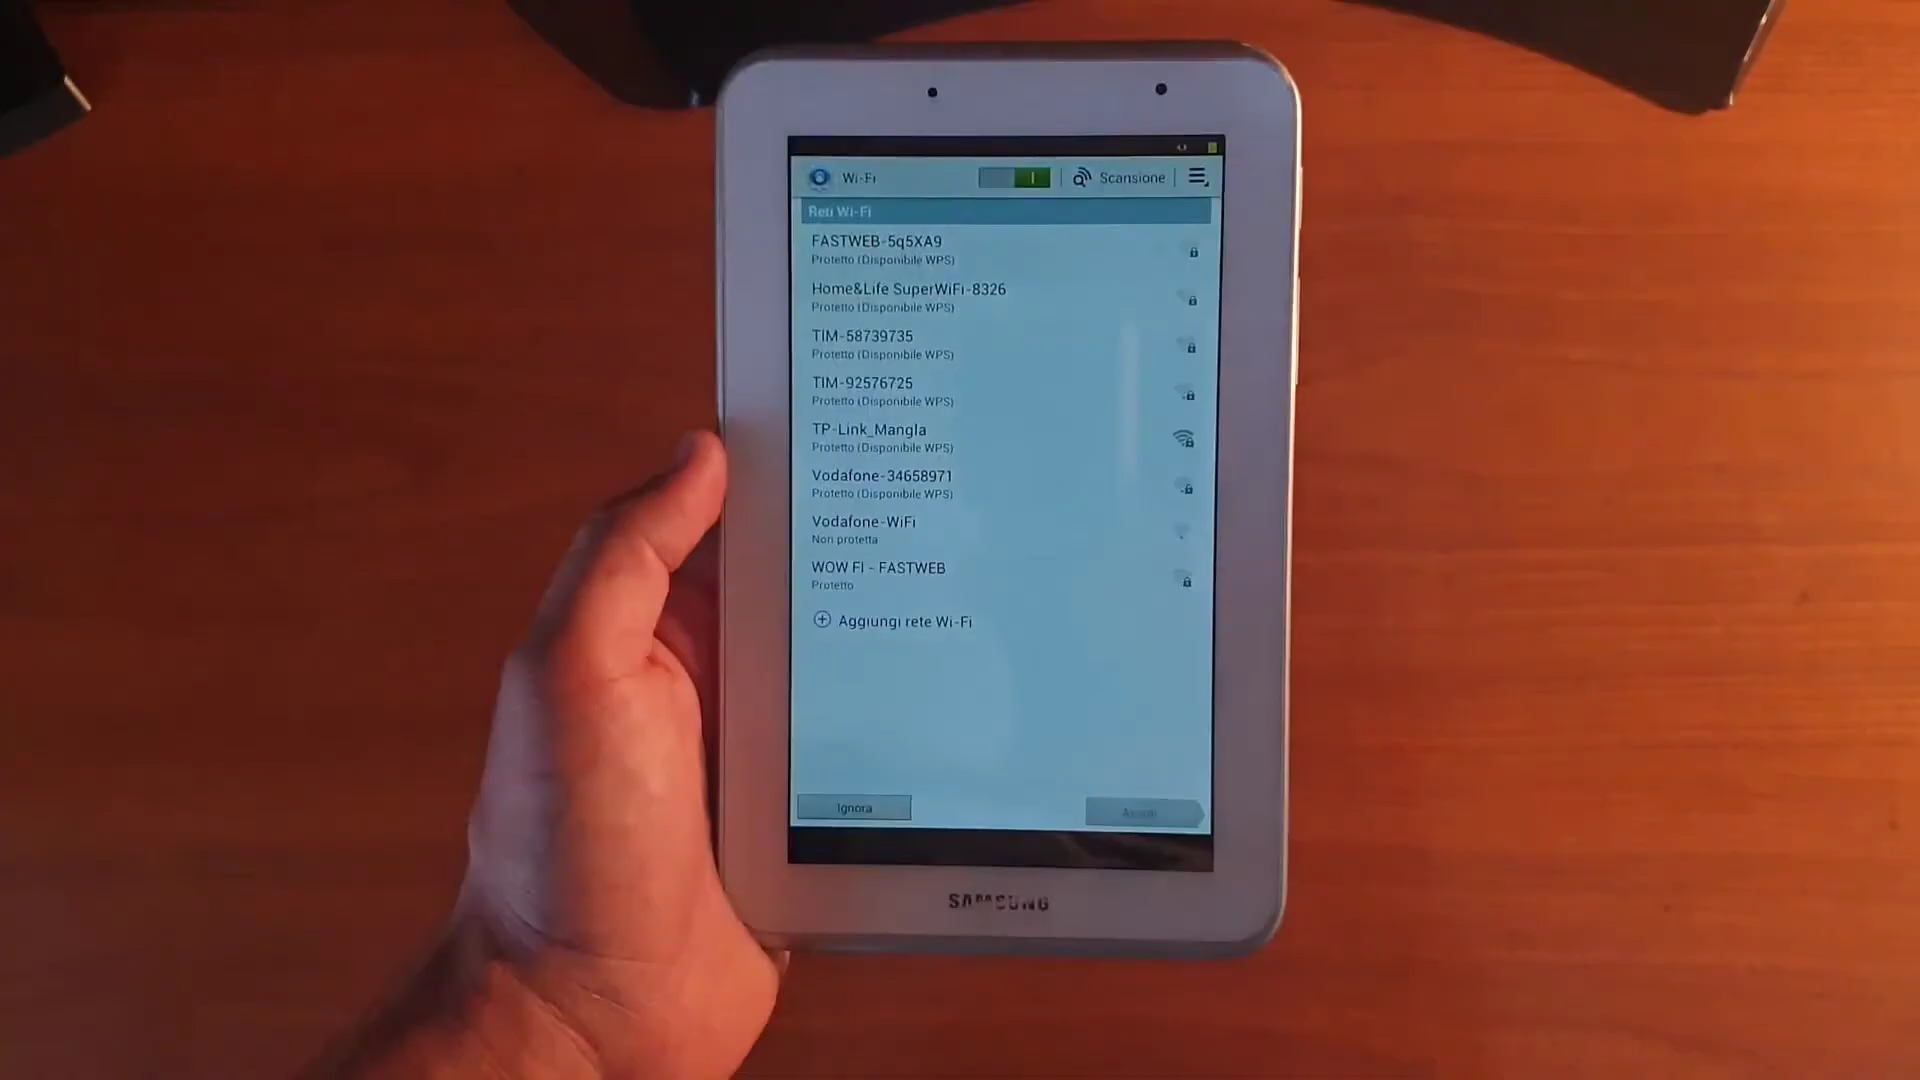 Wi-Fi
Scansione
Reti Wi-Fi
FASTWEB-5q5XA9
Protetto (Disponibile WPS)
Home&Life SuperWiFi-8326
Protetto (Disponibile WPS)
TIM-58739735
Protetto (Disponibile WPS)
TIM-92576725
Protetto (Disponibile WPS)
TP-Link_Mangla
Protetto (Disponibile WPS)
Vodafone-34658971
Protetto (Disponibile WPS)
Vodafone-WiFi
Non protetta
WOW FI - FASTWEB
Protetto
Aggiungi rete Wi-Fi
Ignora
SAMSUNG